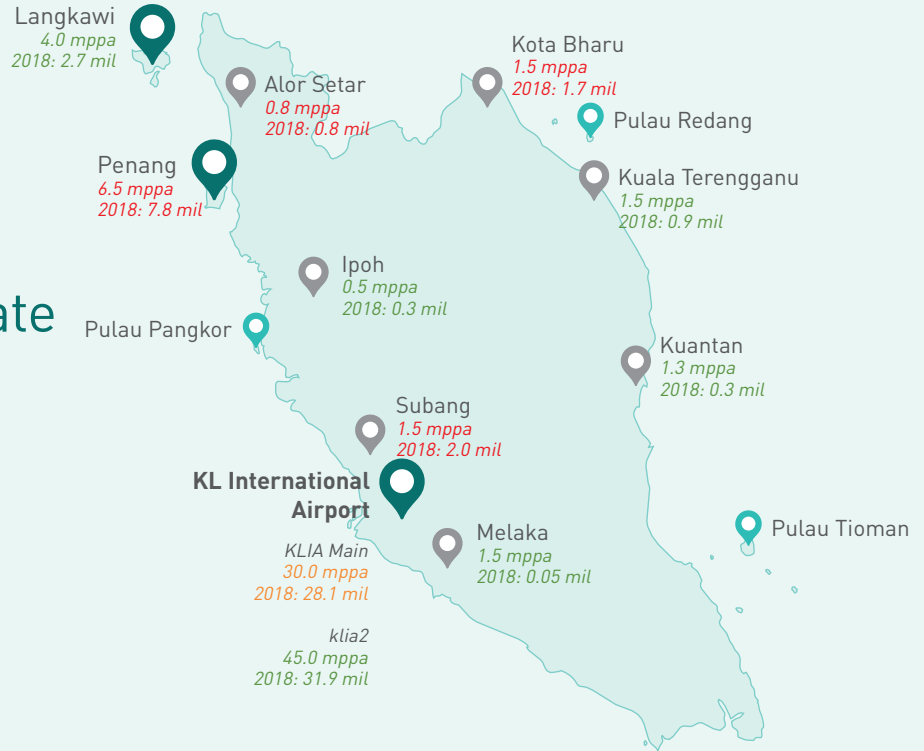 Langkawi
4.0 mppa
2018: 2.7 mil
Alor Setar
0.8 mppa
2018: 0.8 mil
Kota Bharu
1.5 mppa
2018: 1.7 mil
Pulau Redang
Penang
6.5 mppa
2018: 7.8 mil
Kuala Terengganu
1.5 mppa
2018: 0.9 mil
Ipoh
0.5 mppa
2018: 0.3 mil
ate
Pulau Pangkor
Kuantan
1.3 mppa
2018: 0.3 mil
Subang
1.5 mppa
2018: 2.0 mil
KL International
Airport
KLIA Main
30.0 mppa
2018: 28.1 mil
klia2
45.0 mppa
2018: 31.9 mil
Melaka
1.5 mppa
2018: 0.05 mil
Pulau Tioman